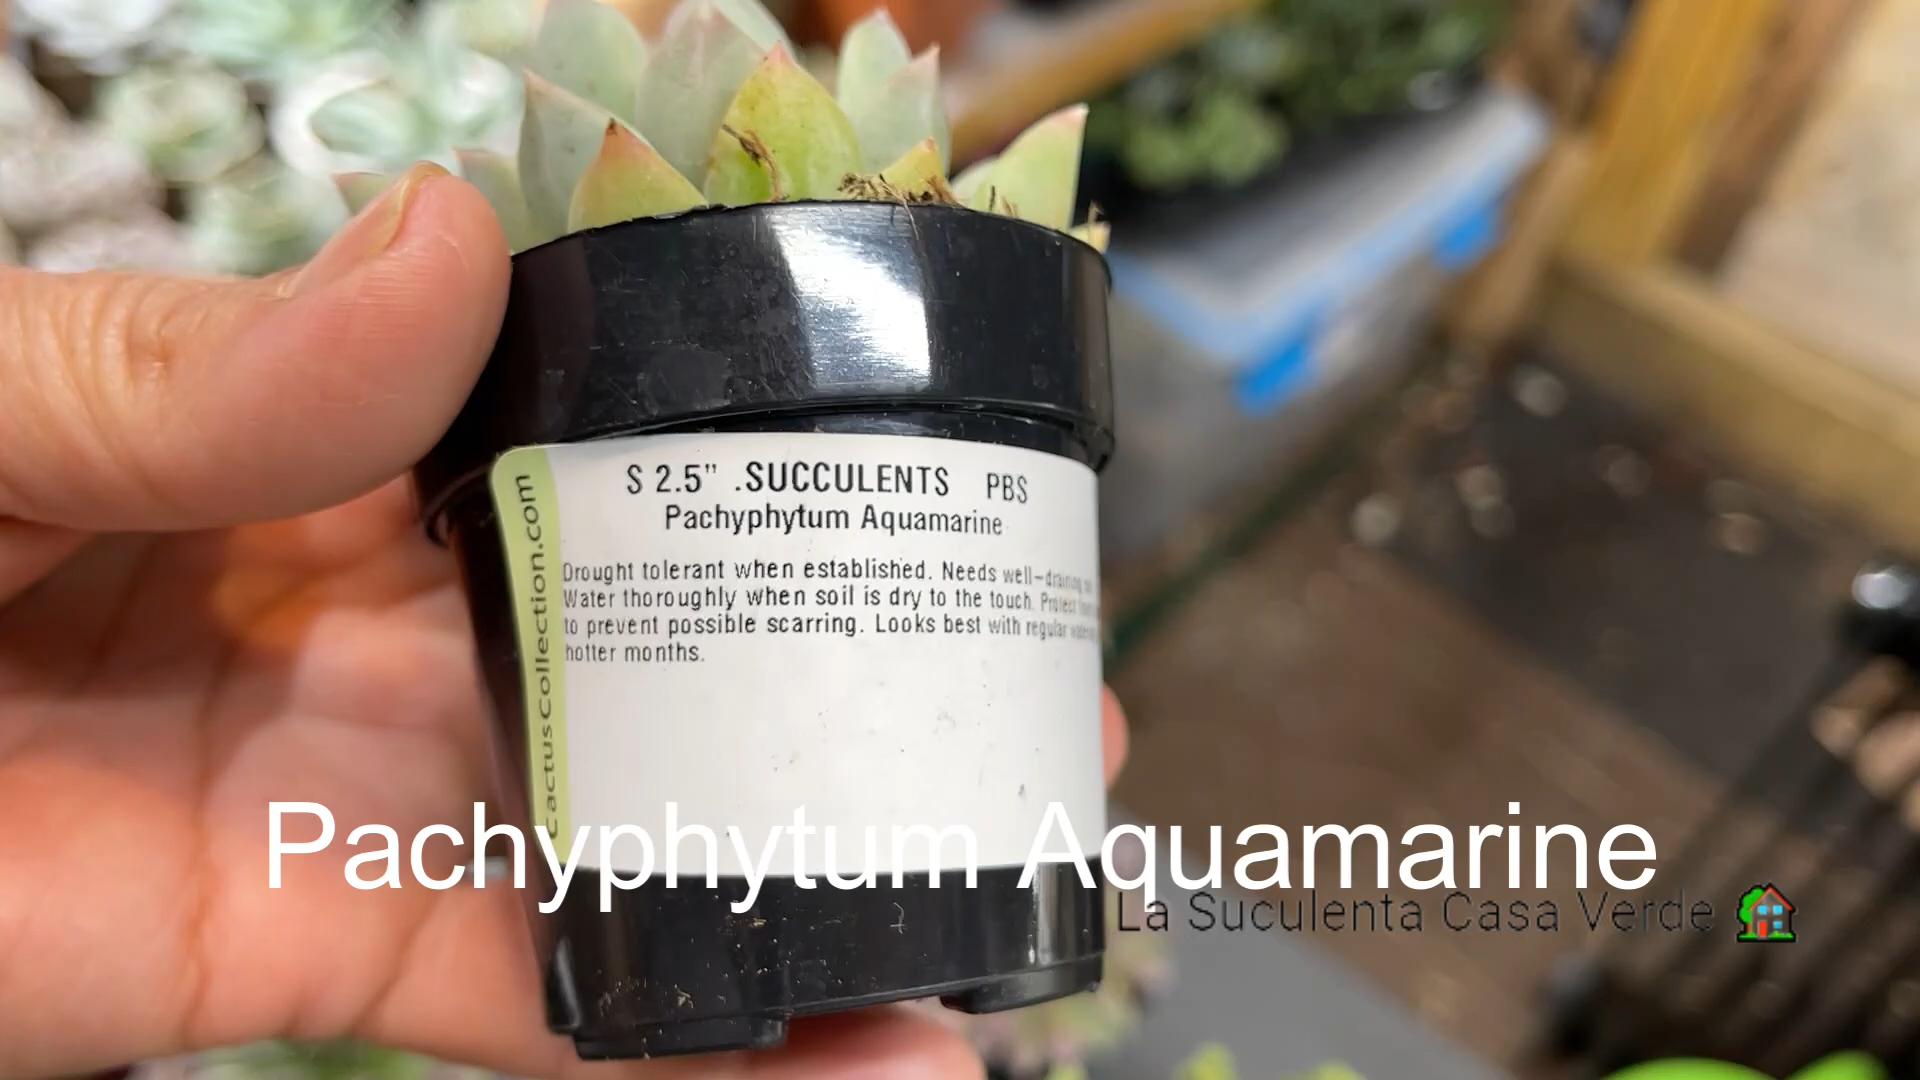 S 2.5" .SUCCULENTS PBS
Pachyphytum Aquamarine
Drought tolerant when established. Needs well-draining
Water thoroughly when soil is dry to the touch. Protect
to prevent possible scarring. Looks best with regular
hotter months.
CactusCollection.com
Pachyphytum Aquamarine
La Suculenta Casa Verde